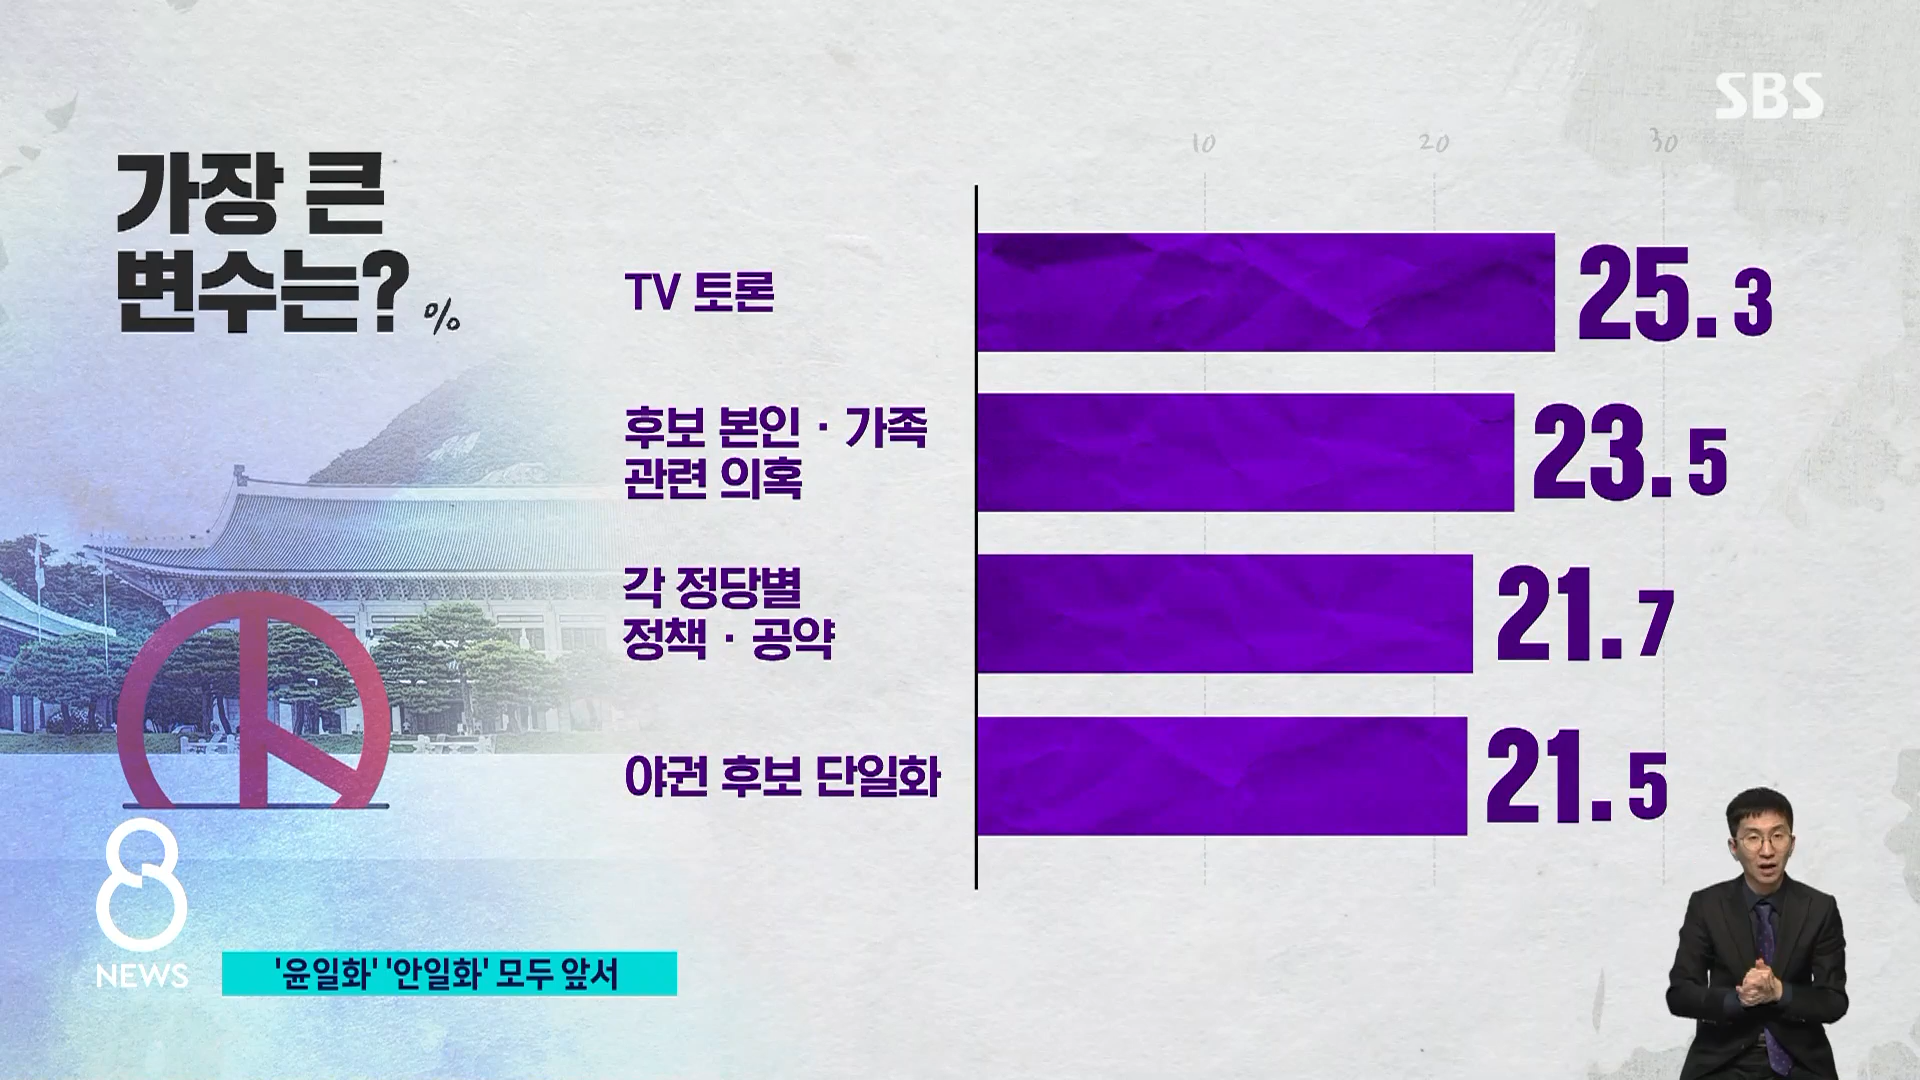 SBS
가장 큰
변수는? %
10 20 30
TV 토론
25.3
후보 본인 · 가족
관련 의혹
23.5
각 정당별
정책 · 공약
21.7
야권 후보 단일화
21.5
8
NEWS
'윤일화' '안일화' 모두 앞서